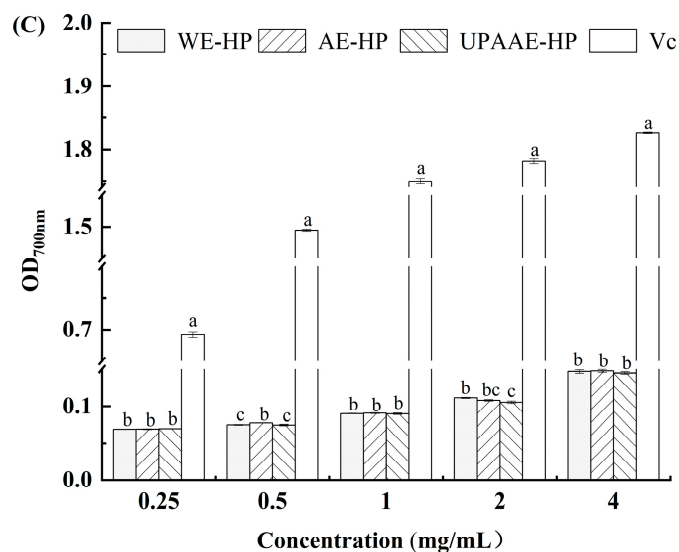 (C)
WE-HP AE-HP UPAAE-HP Vc
2.0
1.9
1.8
1.5
0.7
0.1
0.0
OD700nm
a
a
a
a
a
b b b
c b c
b b b
b bc c
b b b
0.25 0.5 1 2 4
Concentration (mg/mL）